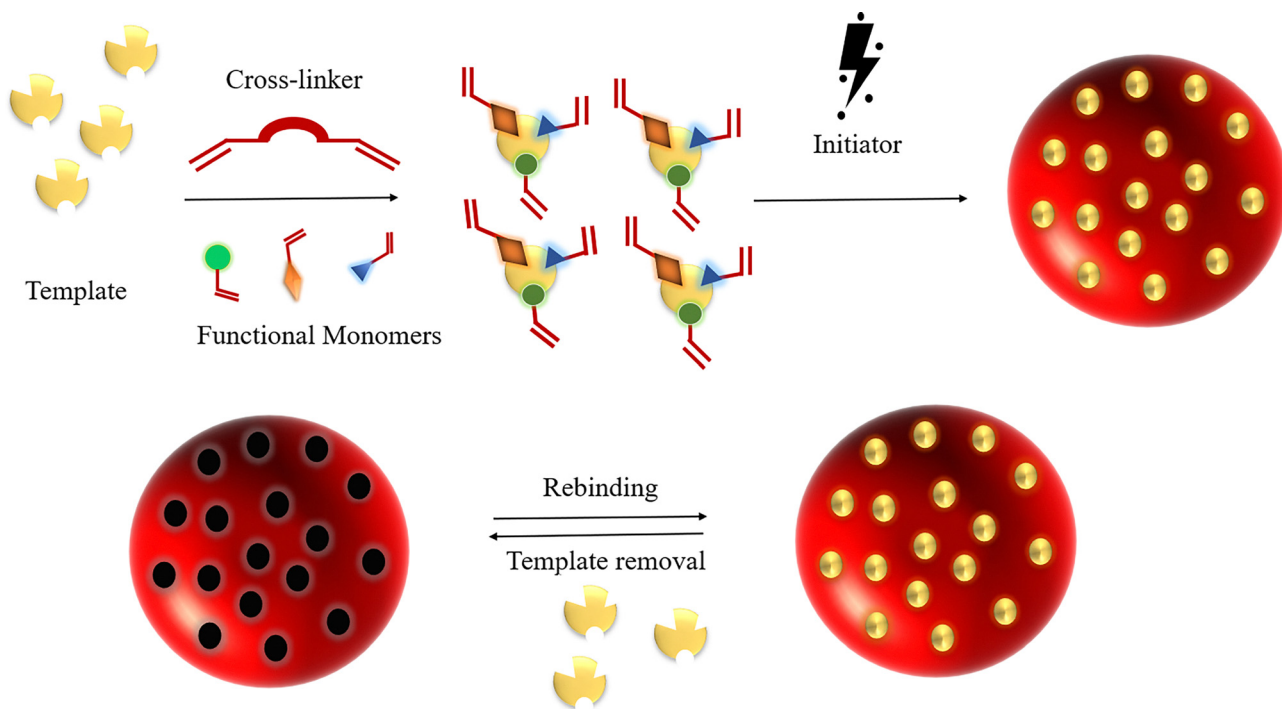 Cross-linker
Initiator
Template
Functional Monomers
Rebinding
Template removal